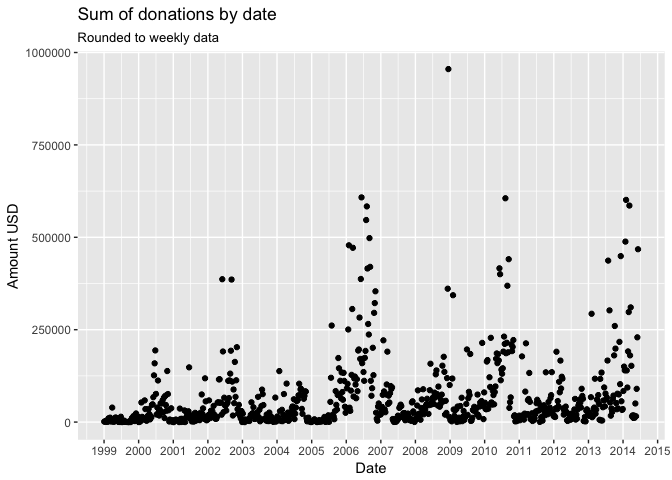 Sum of donations by date
Rounded to weekly data
1000000
750000
500000
250000
0
Amount USD
1999 2000 2001 2002 2003 2004 2005 2006 2007 2008 2009 2010 2011 2012 2013 2014 2015
Date